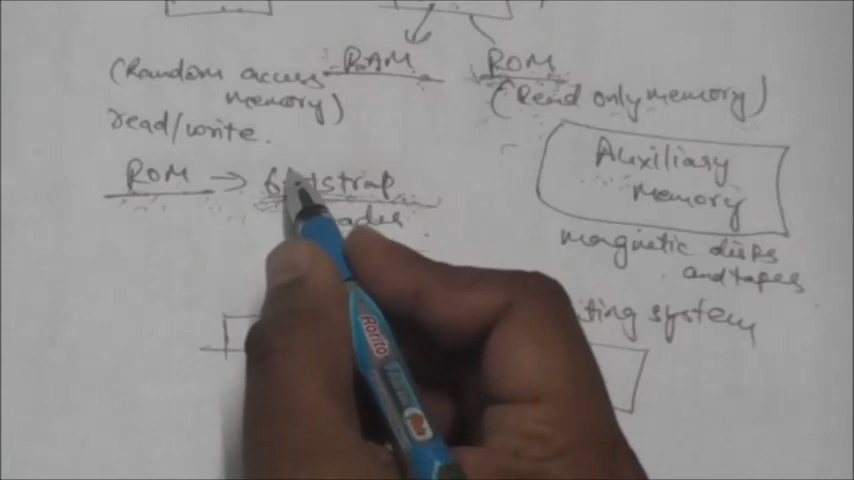 RAM ROM
(Random access
memory)
(Read only memory)
read/write.
Auxiliary
memory
ROM → bootstrap
magnetic disks
and tapes
system
Rorito